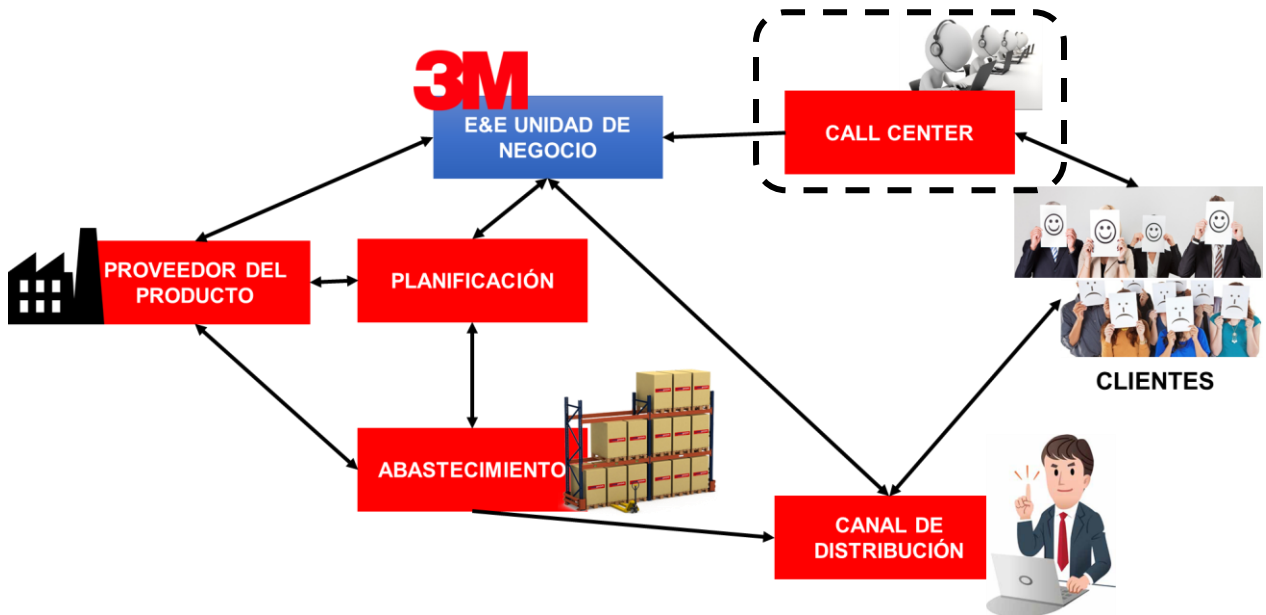 3M
E&E UNIDAD DE
NEGOCIO
CALL CENTER
PROVEEDOR DEL
PRODUCTO
PLANIFICACIÓN
CLIENTES
ABASTECIMIENTO
CANAL DE
DISTRIBUCIÓN